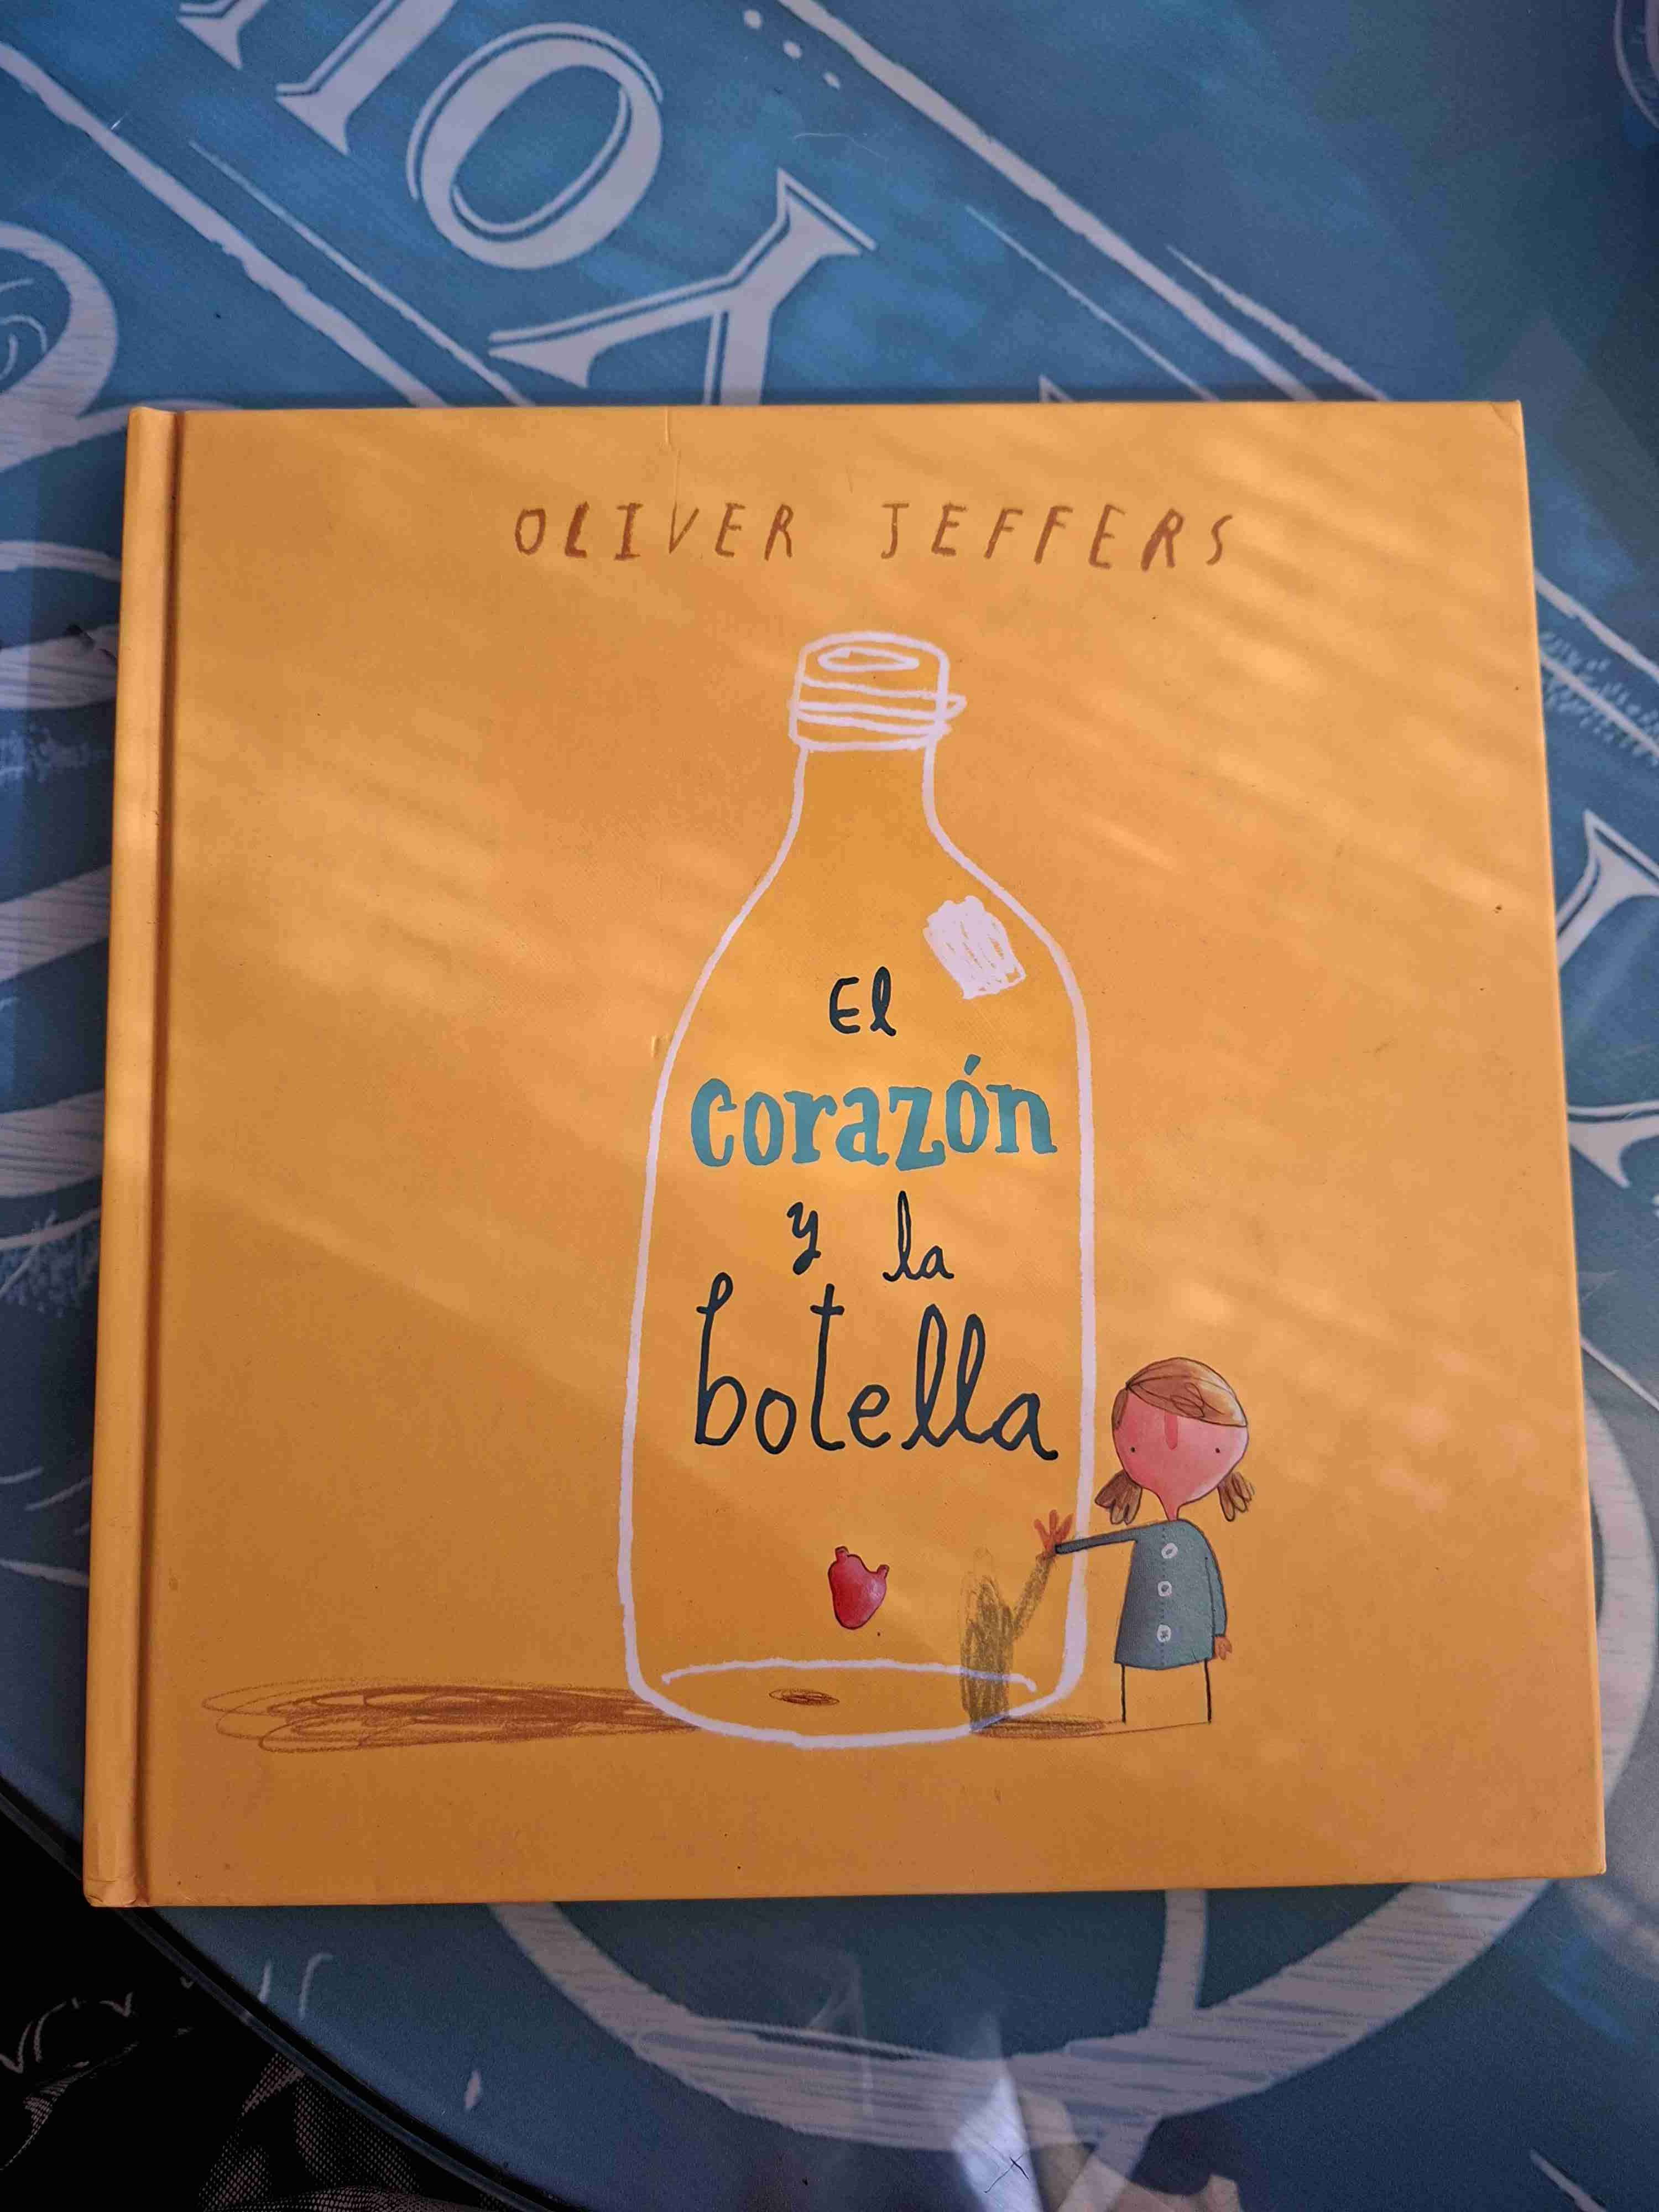 OLIVER JEFFERS
El
corazón
y la
botella